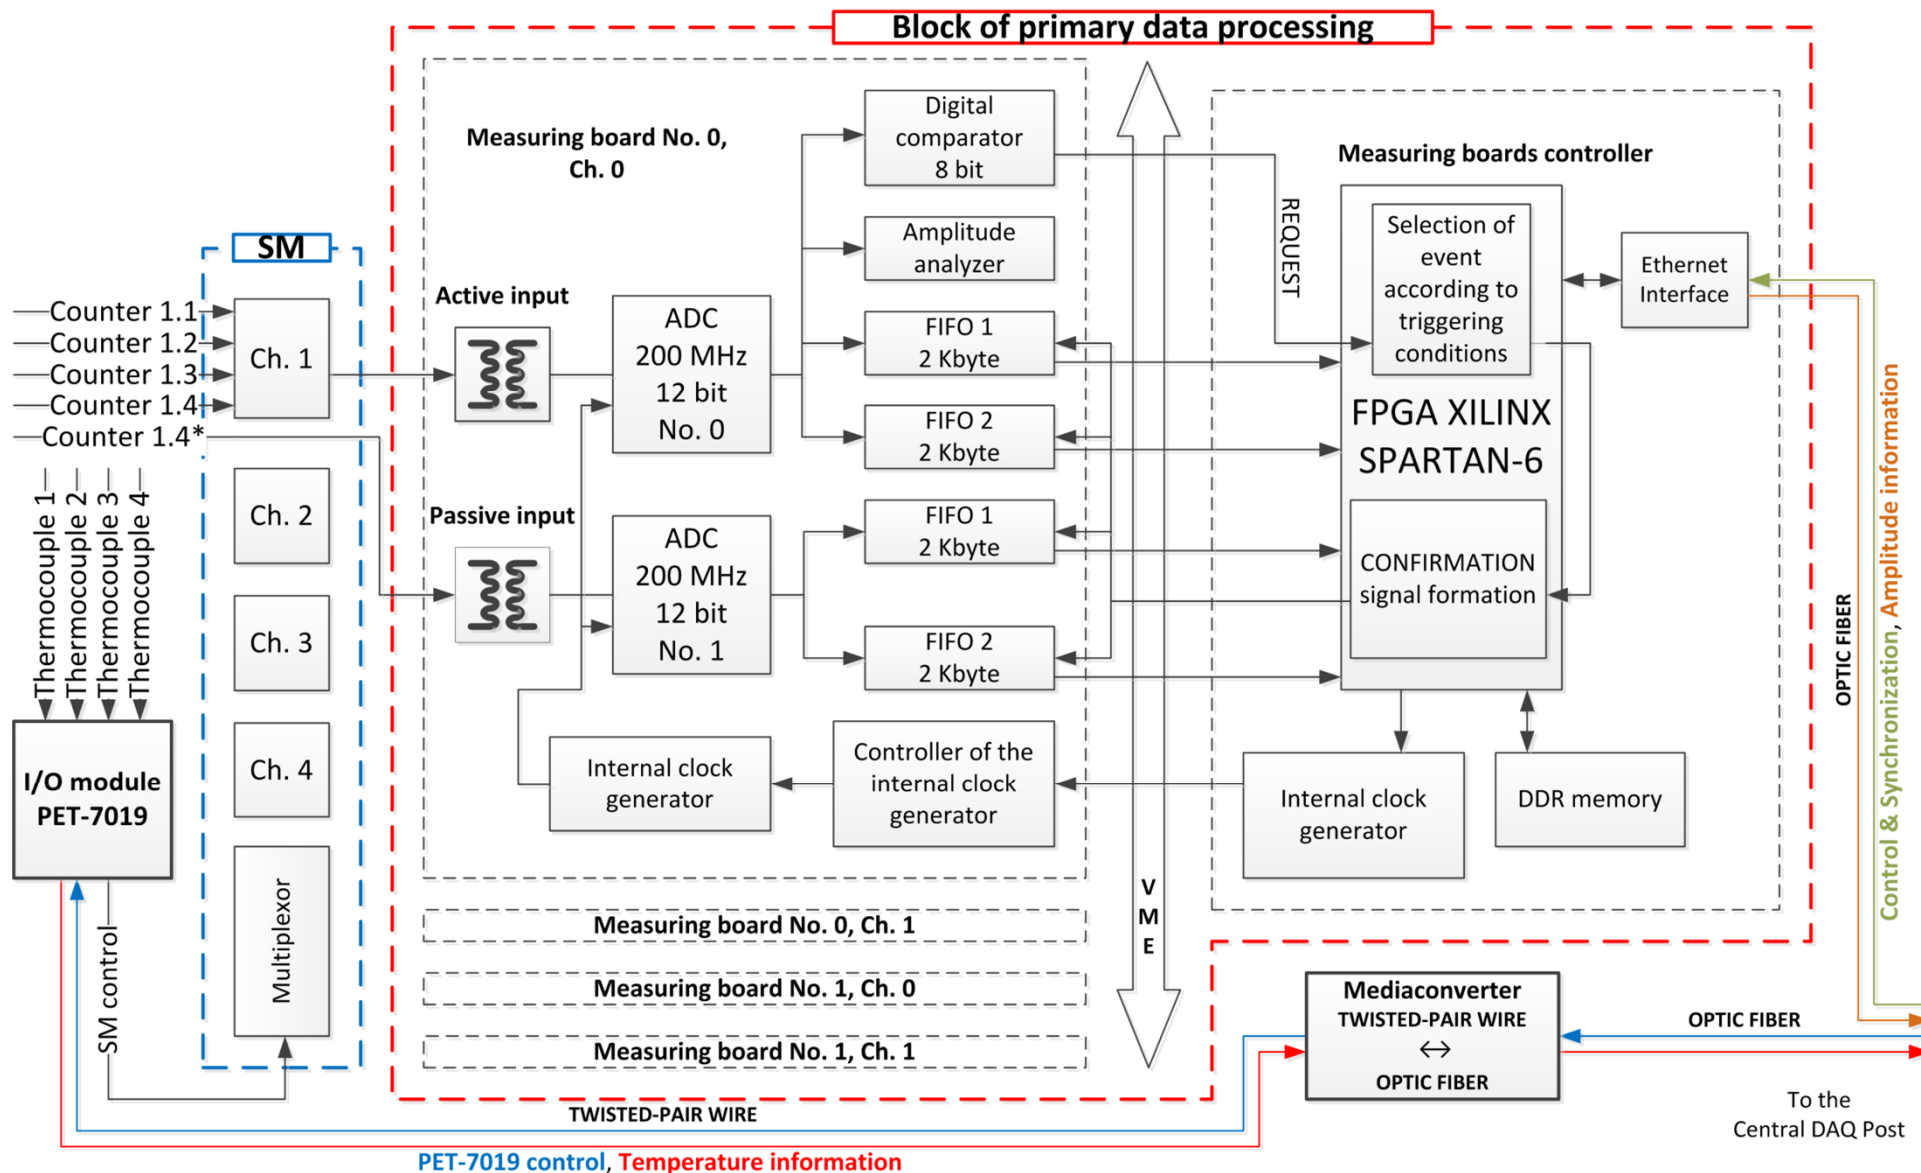 Block of primary data processing
Measuring board No. 0,
Ch. 0
Digital
comparator
8 bit
Amplitude
analyzer
Active input
ADC
200 MHz
12 bit
No. 0
FIFO 1
2 Kbyte
FIFO 2
2 Kbyte
Passive input
ADC
200 MHz
12 bit
No. 1
FIFO 1
2 Kbyte
FIFO 2
2 Kbyte
Internal clock
generator
Controller of the
internal clock
generator
Measuring board No. 0, Ch. 1
Measuring board No. 1, Ch. 0
Measuring board No. 1, Ch. 1
V
M
E
REQUEST
Measuring boards controller
Selection of
event
according to
triggering
conditions
FPGA XILINX
SPARTAN-6
CONFIRMATION
signal formation
Ethernet
Interface
Internal clock
generator
DDR memory
SM
Counter 1.1
Counter 1.2
Counter 1.3
Counter 1.4
Counter 1.4*
Ch. 1
Ch. 2
Ch. 3
Ch. 4
Multiplexor
Thermocouple 1
Thermocouple 2
Thermocouple 3
Thermocouple 4
I/O module
PET-7019
SM control
TWISTED-PAIR WIRE
PET-7019 control, Temperature information
Mediaconverter
TWISTED-PAIR WIRE
↔
OPTIC FIBER
OPTIC FIBER
OPTIC FIBER
Control & Synchronization, Amplitude information
To the
Central DAQ Post